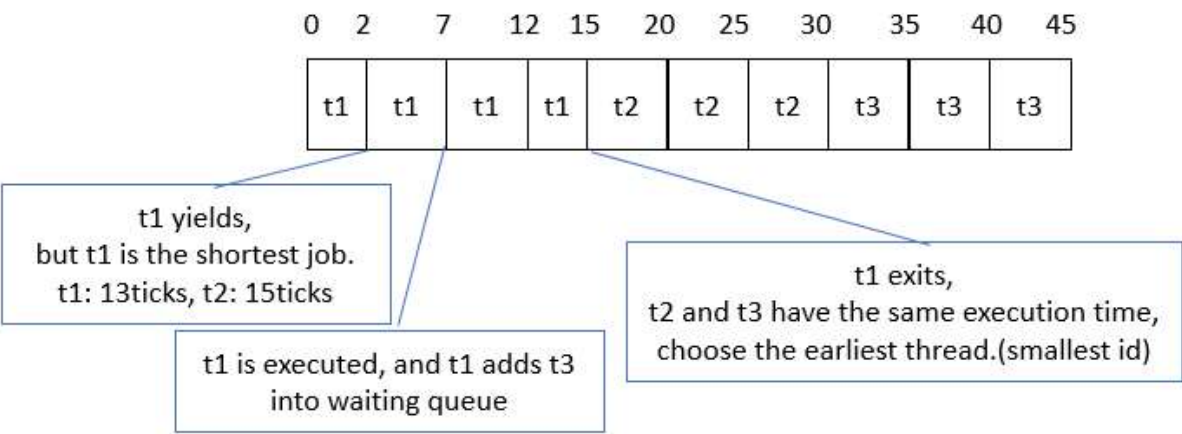 0 2 7 12 15 20 25 30 35 40 45
t1 t1 t1 t1 t2 t2 t2 t3 t3 t3
t1 yields,
but t1 is the shortest job.
t1: 13ticks, t2: 15ticks
t1 is executed, and t1 adds t3
into waiting queue
t1 exits,
t2 and t3 have the same execution time,
choose the earliest thread.(smallest id)